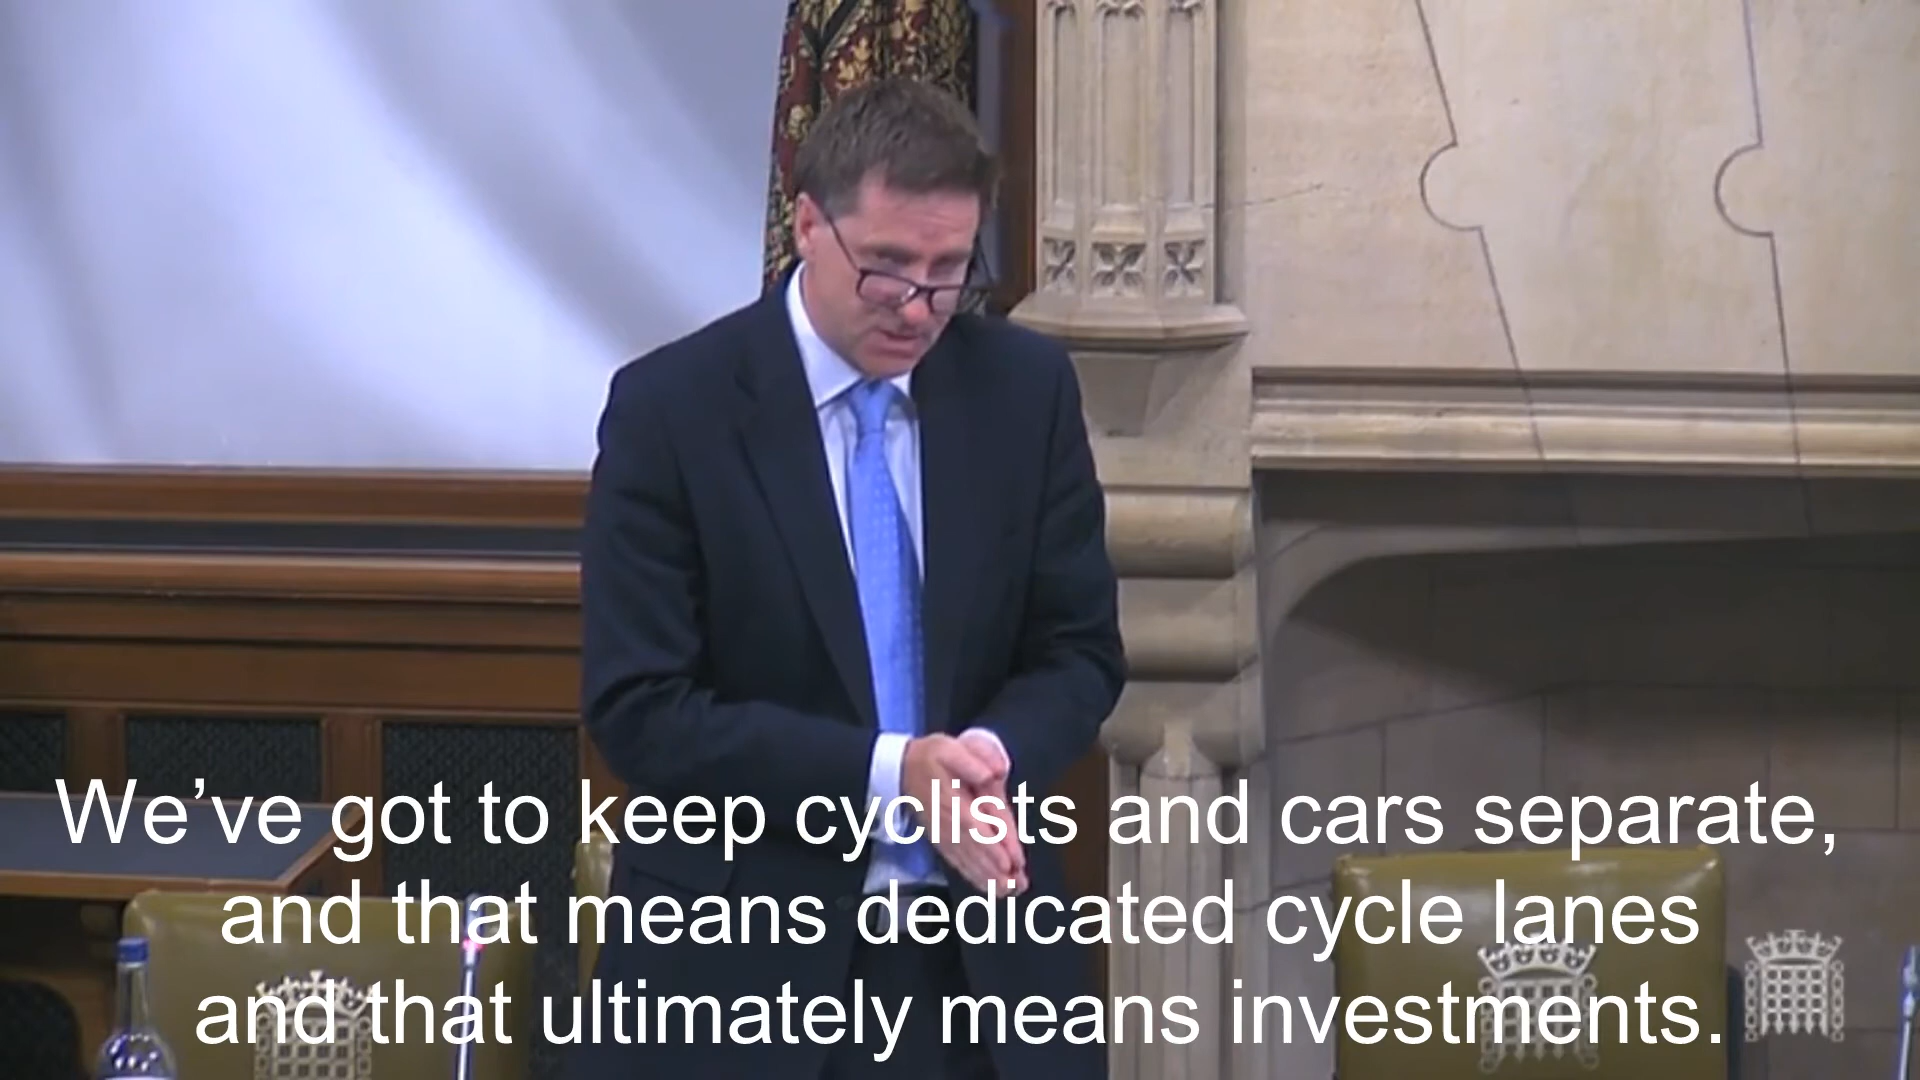 We’ve got to keep cyclists and cars separate,
and that means dedicated cycle lanes
and that ultimately means investments.